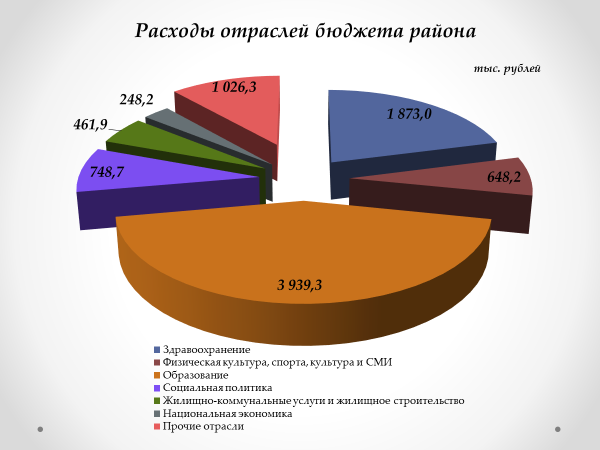 Расходы отраслей бюджета района
тыс. рублей
1 026,3
248,2
1 873,0
461,9
748,7
648,2
3 939,3
Здравоохранение
Физическая культура, спорта, культура и СМИ
Образование
Социальная политика
Жилищно-коммунальные услуги и жилищное строительство
Национальная экономика
Прочие отрасли